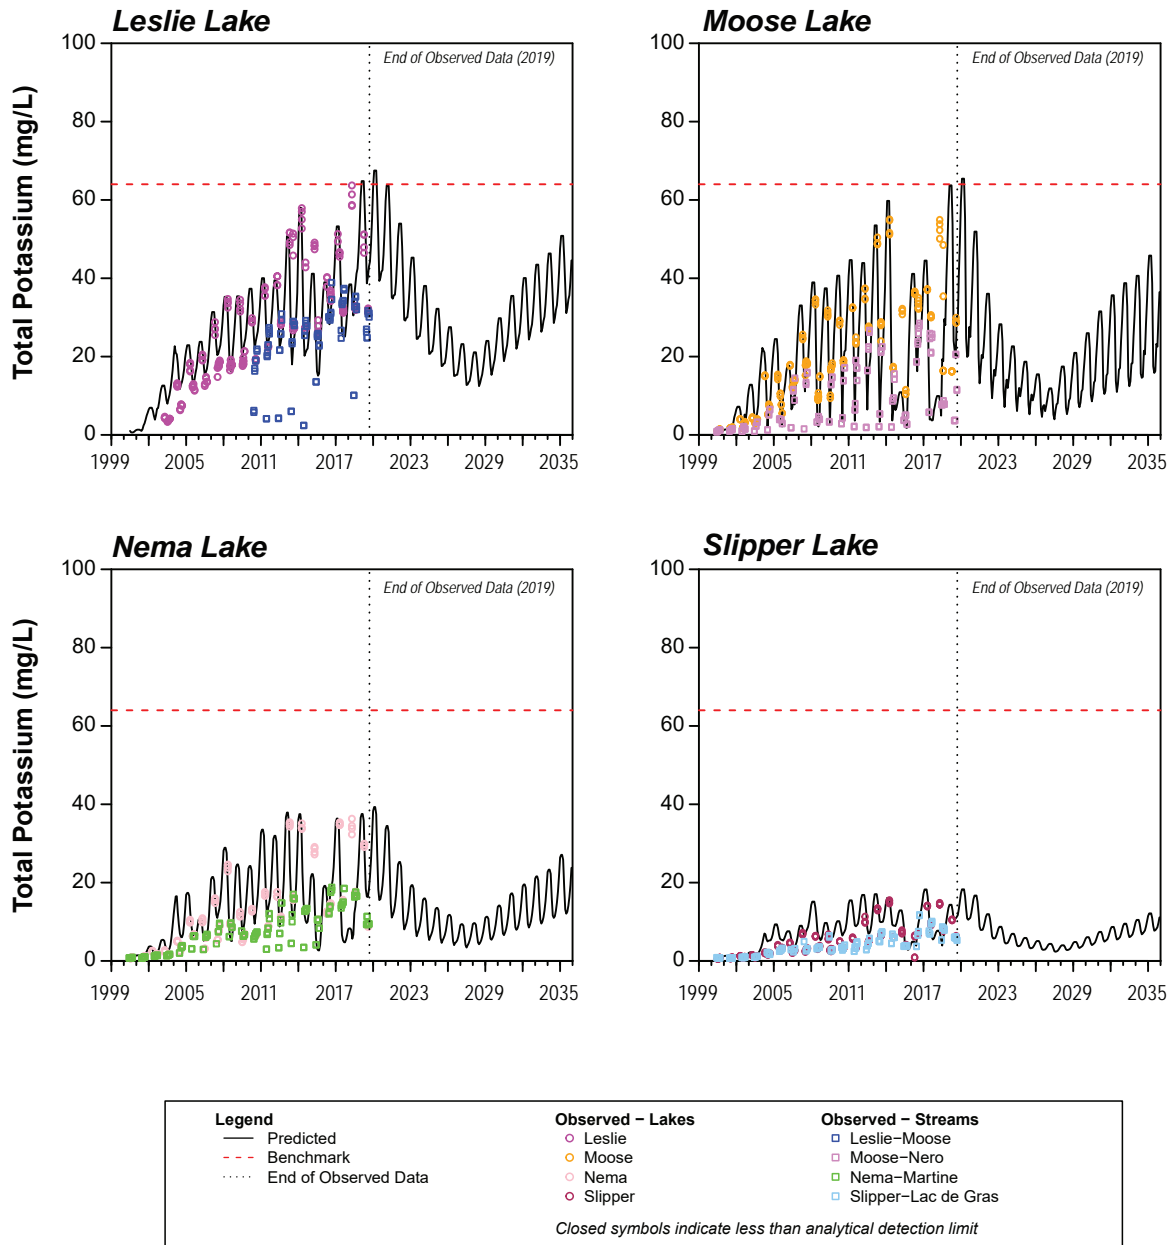 Leslie Lake
Moose Lake
Total Potassium (mg/L)
100
80
60
40
20
0
End of Observed Data (2019)
1999 2005 2011 2017 2023 2029 2035
100
80
60
40
20
0
End of Observed Data (2019)
1999 2005 2011 2017 2023 2029 2035
Nema Lake
Slipper Lake
Total Potassium (mg/L)
100
80
60
40
20
0
End of Observed Data (2019)
1999 2005 2011 2017 2023 2029 2035
100
80
60
40
20
0
End of Observed Data (2019)
1999 2005 2011 2017 2023 2029 2035
Legend
Predicted
Benchmark
End of Observed Data
Observed − Lakes
Leslie
Moose
Nema
Slipper
Observed − Streams
Leslie−Moose
Moose−Nero
Nema−Martine
Slipper−Lac de Gras
Closed symbols indicate less than analytical detection limit